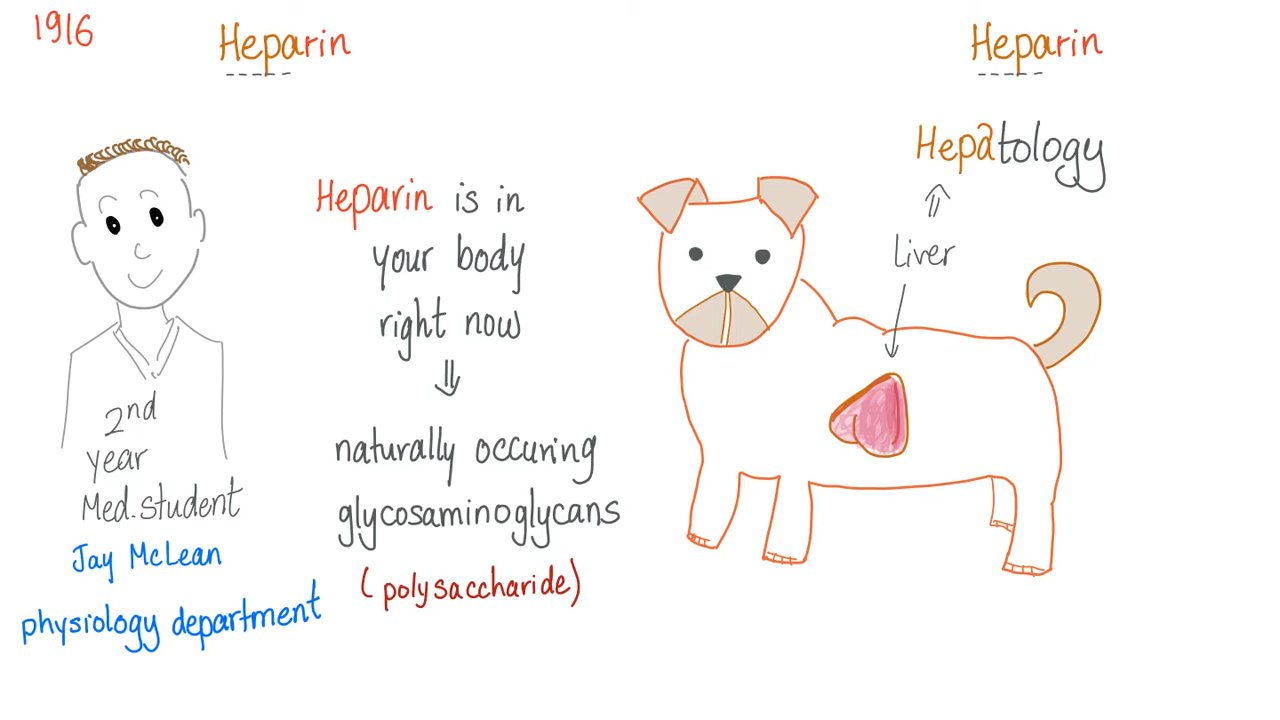 1916
Heparin
2nd
year
Med.student
Jay McLean
physiology department
Heparin is in
your body
right now
naturally occuring
glycosaminoglycans
(polysaccharide)
Heparin
Hepatology
Liver